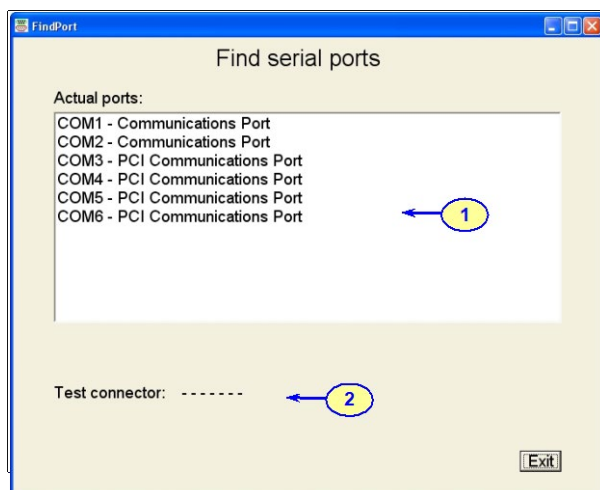 FindPort
Find serial ports
Actual ports:
COM1 - Communications Port
COM2 - Communications Port
COM3 - PCI Communications Port
COM4 - PCI Communications Port
COM5 - PCI Communications Port
COM6 - PCI Communications Port
1
Test connector: - - - - - - -
2
Exit